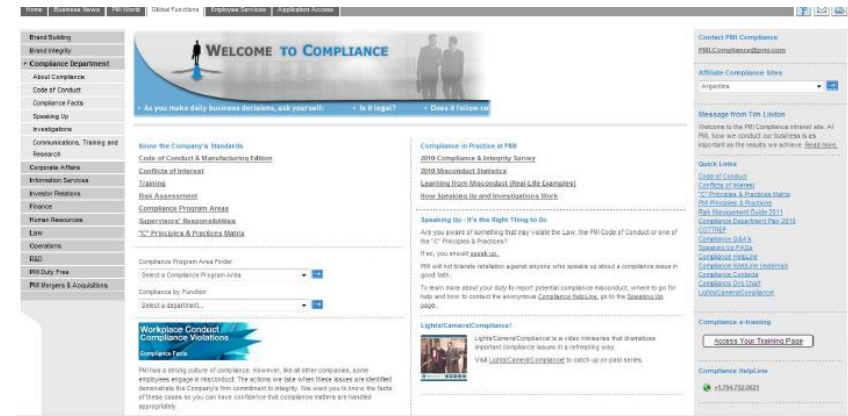 Home Business News PMI World Global Functions Employee Services Application Access
Brand Building
Brand Integrity
Compliance Department
About Compliance
Code of Conduct
Compliance Facts
Speaking Up
Investigations
Communications, Training and
Research
Corporate Affairs
Information Services
Investor Relations
Finance
Human Resources
Law
Operations
R&D
PMI Duty Free
PMI Mergers & Acquisitions
WELCOME TO COMPLIANCE
• As you make daily business decisions, ask yourself: • Is it legal? • Does it follow co
Know the Company's Standards
Code of Conduct & Manufacturing Edition
Conflicts of Interest
Training
Risk Assessment
Compliance Program Areas
Supervisors' Responsibilities
"C" Principles & Practices Matrix
Compliance Program Area Finder:
Select a Compliance Program Area
Compliance by Function
Select a department...
Workplace Conduct
Compliance Violations
Compliance Facts
PMI has a strong culture of compliance. However, like all other companies, some
employees engage in misconduct. The actions we take when these issues are identified
demonstrate the Company's firm commitment to integrity. We want you to know the facts
of these cases so you can have confidence that compliance matters are handled
appropriately.
Compliance in Practice at PMI
2010 Compliance & Integrity Survey
2010 Misconduct Statistics
Learning from Misconduct (Real-Life Examples)
How Speaking Up and Investigations Work
Speaking Up - It's the Right Thing to Do
Are you aware of something that may violate the Law, the PMI Code of Conduct or one of
the "C" Principles & Practices?
If so, you should speak up.
PMI will not tolerate retaliation against anyone who speaks up about a compliance issue in
good faith.
To learn more about your duty to report potential compliance misconduct, where to go for
help and how to contact the anonymous Compliance HelpLine, go to the Speaking Up
page.
Lights!Camera!Compliance!
Lights!Camera!Compliance! is a video miniseries that dramatizes
important compliance issues in a refreshing way.
Visit Lights!Camera!Compliance! to catch up on past series.
Contact PMI Compliance
PMI.Compliance@pmi.com
Affiliate Compliance Sites
Argentina
Message from Tim Lindon
Welcome to the PMI Compliance intranet site. At
PMI, how we conduct our business is as
important as the results we achieve. Read more.
Quick Links
Code of Conduct
Conflicts of Interest
"C" Principles & Practices Matrix
PMI Principles & Practices
Risk Management Guide 2011
Compliance Department Plan 2010
COTTREP
Compliance Q&A's
Speaking Up FAQs
Compliance HelpLine
Compliance WebLine (external)
Compliance Contacts
Compliance Org Chart
Lights!Camera!Compliance!
Compliance e-training
Access Your Training Page
Compliance HelpLine
+1.704.752.0621